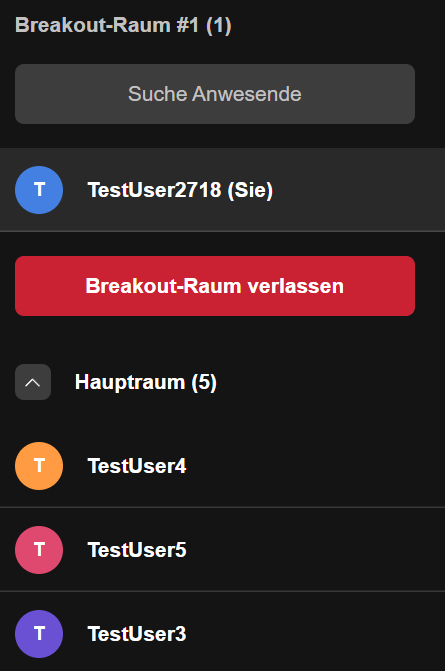 Breakout-Raum #1 (1)
Suche Anwesende
T TestUser2718 (Sie)
Breakout-Raum verlassen
Hauptraum (5)
T TestUser4
T TestUser5
T TestUser3